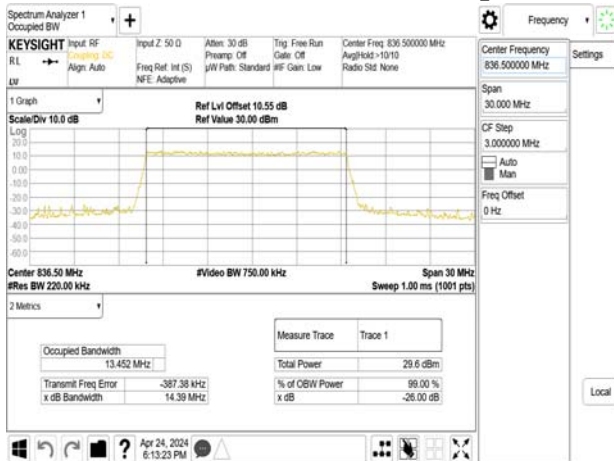 Spectrum Analyzer 1
Occupied BW
KEYSIGHT Input: RF
Coupling: DC
Align: Auto
RL
Input Z: 50 Ω
Freq Ref: Int (S)
NFE: Adaptive
Atten: 30 dB
Preamp: Off
µW Path: Standard
Trig: Free Run
Gate: Off
#IF Gain: Low
Center Freq: 836.500000 MHz
Avg|Hold:>10/10
Radio Std: None
Frequency
Center Frequency
836.500000 MHz
Settings
Span
30.000 MHz
CF Step
3.000000 MHz
Auto
Man
Freq Offset
0 Hz
Local
1 Graph
Scale/Div 10.0 dB
Ref Lvl Offset 10.55 dB
Ref Value 30.00 dBm
Log
20.0
10.0
0.00
-10.0
-20.0
-30.0
-40.0
-50.0
-60.0
Center 836.50 MHz
#Res BW 220.00 kHz
#Video BW 750.00 kHz
Span 30 MHz
Sweep 1.00 ms (1001 pts)
2 Metrics
Occupied Bandwidth
13.452 MHz
Transmit Freq Error -387.38 kHz
x dB Bandwidth 14.39 MHz
Measure Trace Trace 1
Total Power 29.6 dBm
% of OBW Power 99.00 %
x dB -26.00 dB
Apr 24, 2024
6:13:23 PM